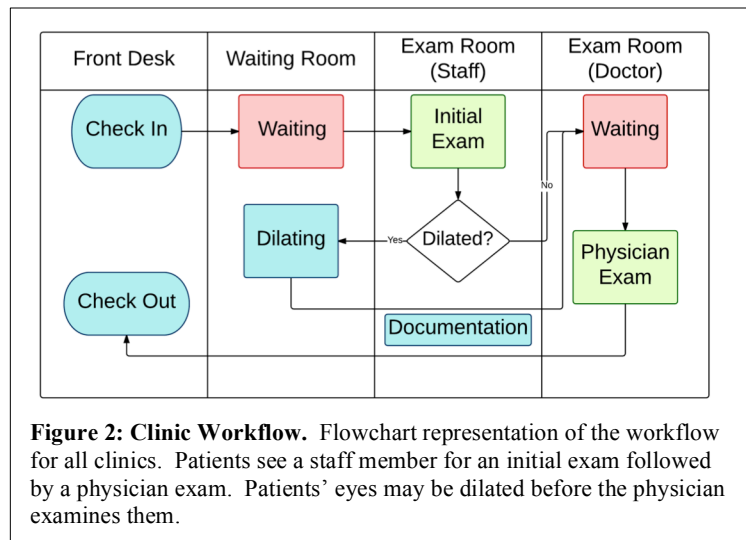 Front Desk
Waiting Room
Exam Room
(Staff)
Exam Room
(Doctor)
Check In
Waiting
Initial
Exam
Waiting
No
Dilating
Yes
Dilated?
Physician
Exam
Check Out
Documentation
Figure 2: Clinic Workflow. Flowchart representation of the workflow
for all clinics. Patients see a staff member for an initial exam followed
by a physician exam. Patients' eyes may be dilated before the physician
examines them.